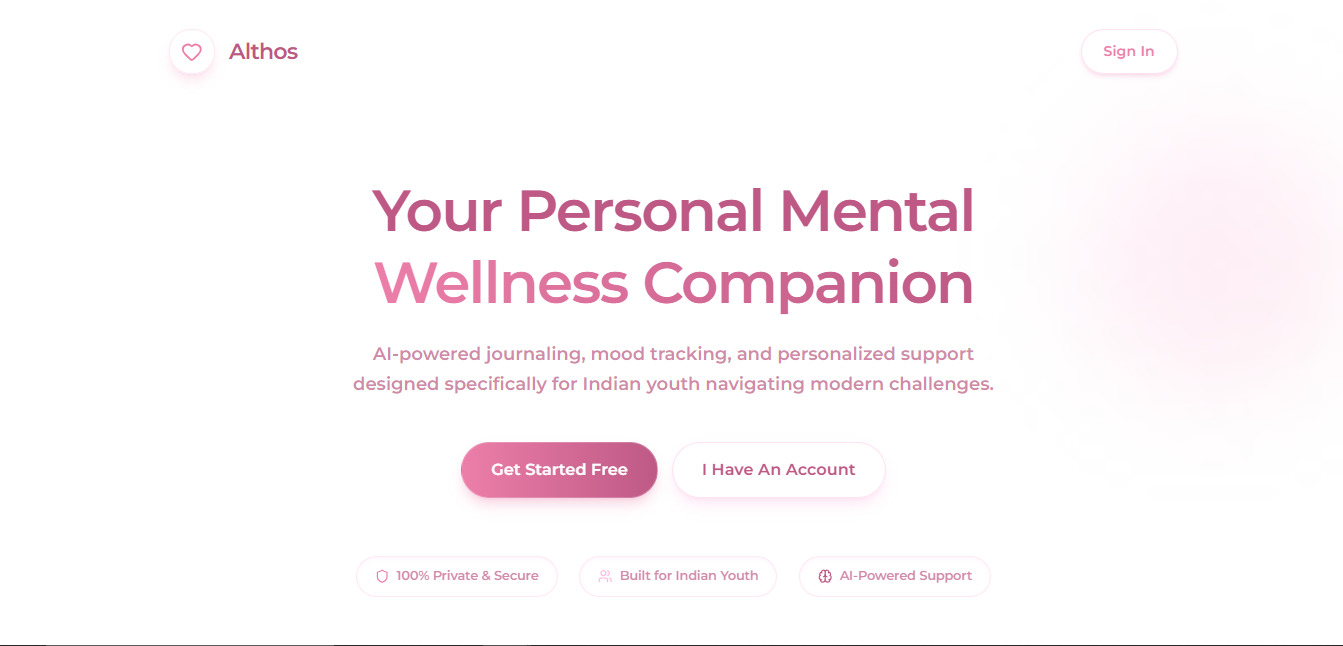 Althos
Sign In
Your Personal Mental
Wellness Companion
AI-powered journaling, mood tracking, and personalized support
designed specifically for Indian youth navigating modern challenges.
Get Started Free
I Have An Account
100% Private & Secure
Built for Indian Youth
AI-Powered Support